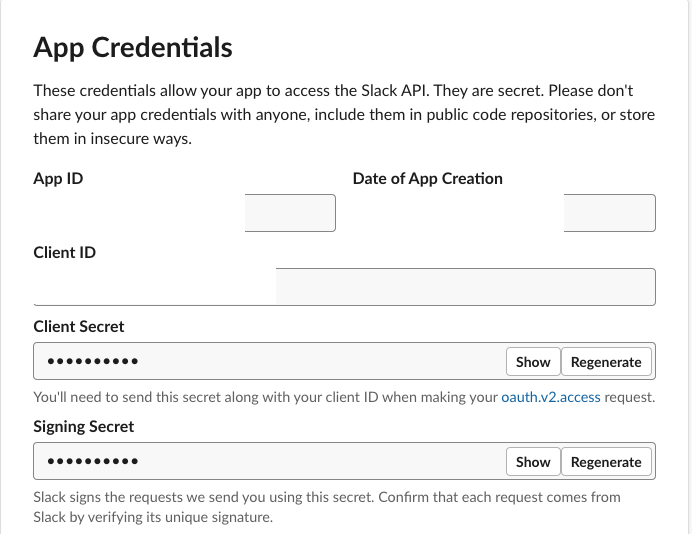 App Credentials
These credentials allow your app to access the Slack API. They are secret. Please don't
share your app credentials with anyone, include them in public code repositories, or store
them in insecure ways.
App ID
Date of App Creation
Client ID
Client Secret
•••••••••• Show Regenerate
You'll need to send this secret along with your client ID when making your oauth.v2.access request.
Signing Secret
•••••••••• Show Regenerate
Slack signs the requests we send you using this secret. Confirm that each request comes from
Slack by verifying its unique signature.